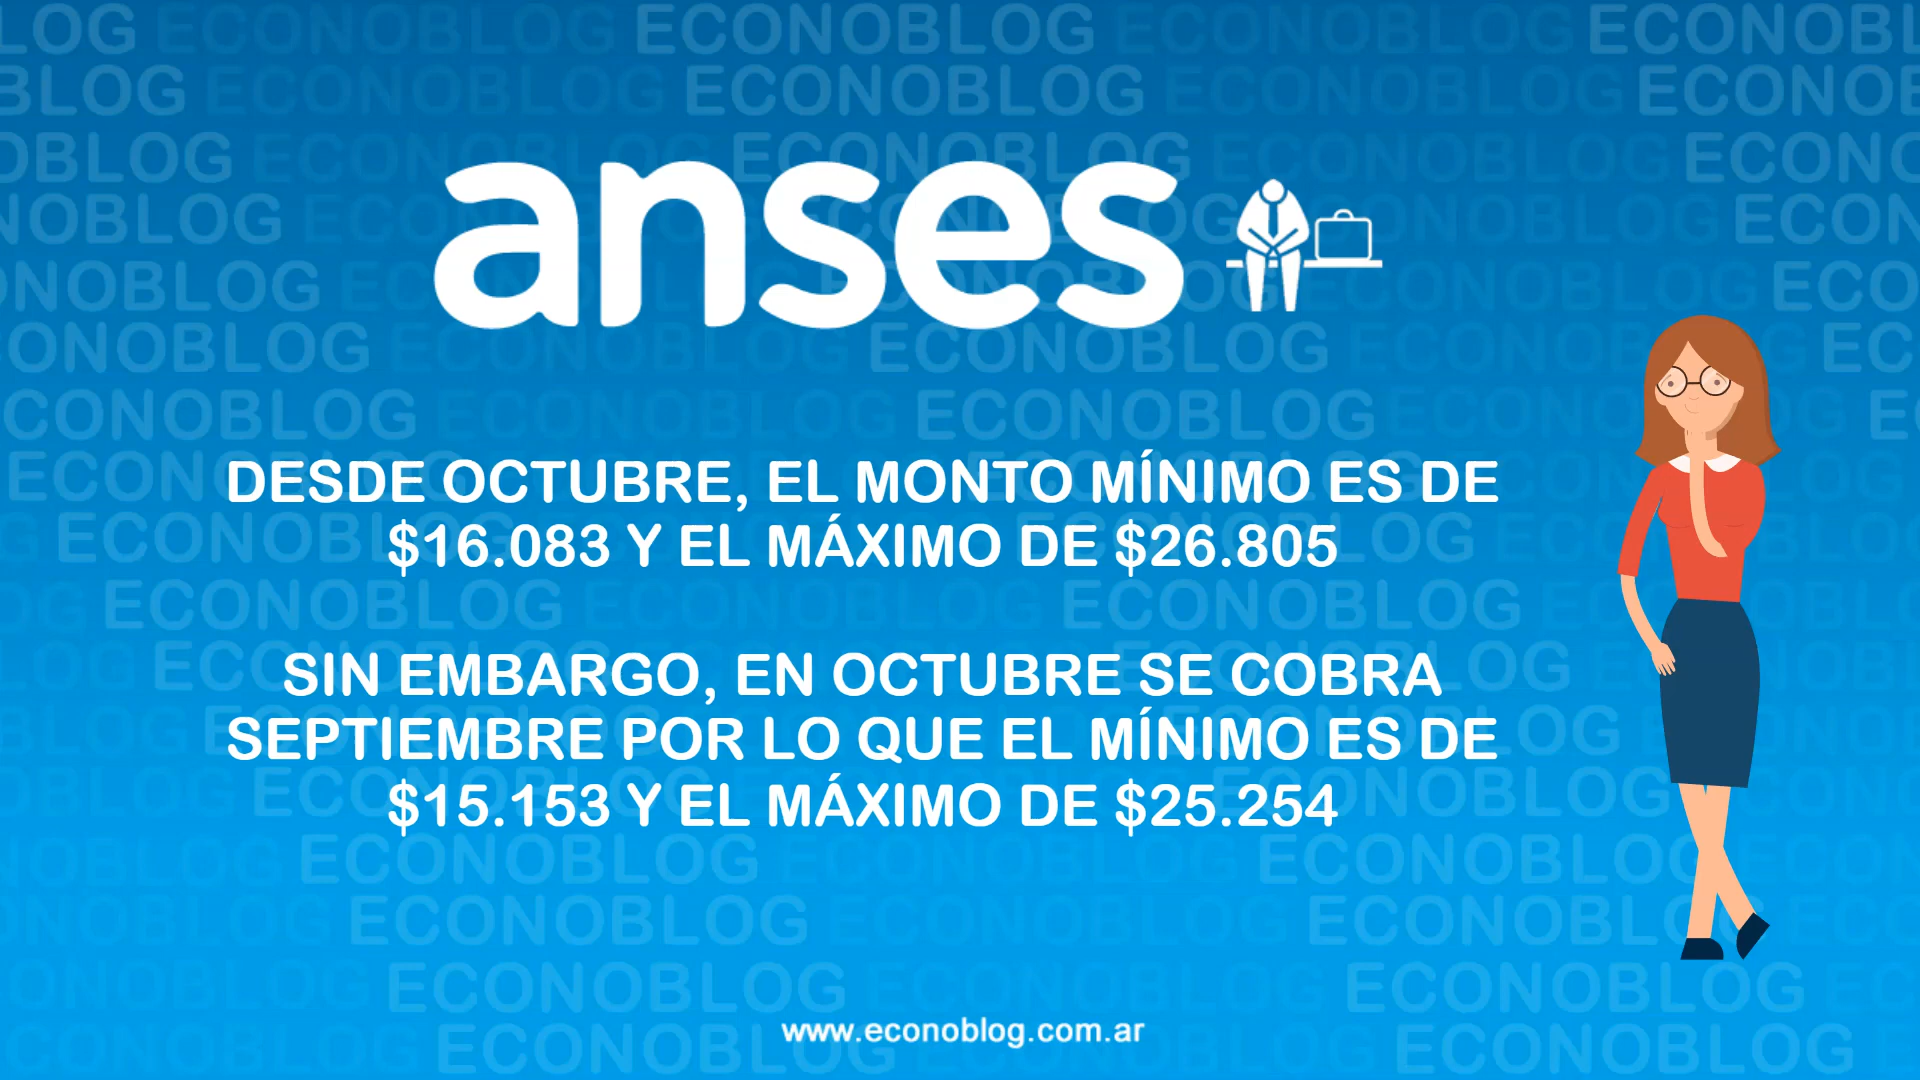 anses
DESDE OCTUBRE, EL MONTO MÍNIMO ES DE
$16.083 Y EL MÁXIMO DE $26.805
SIN EMBARGO, EN OCTUBRE SE COBRA
SEPTIEMBRE POR LO QUE EL MÍNIMO ES DE
$15.153 Y EL MÁXIMO DE $25.254
www.econoblog.com.ar
ECONOBLOG